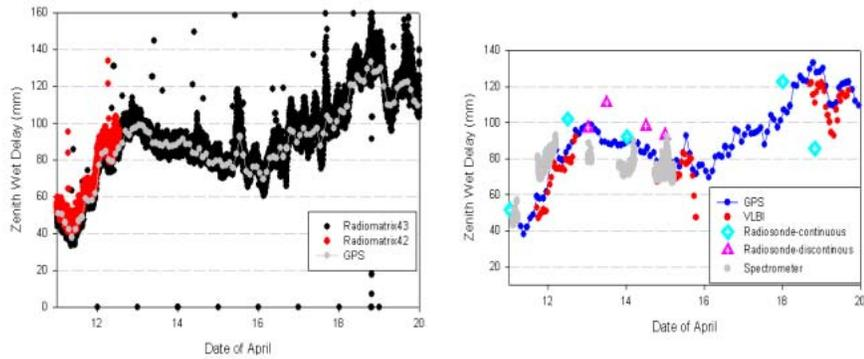 160
140
120
100
80
60
40
20
0
Zenith Wet Delay (mm)
12
14
16
18
20
Date of April
Radiomatrix43
Radiomatrix42
GPS
140
120
100
80
60
40
20
Zenith Wet Delay (mm)
12
14
16
18
20
Date of April
GPS
VLBI
Radiosonde-continuous
Radiosonde-discontinous
Spectrometer